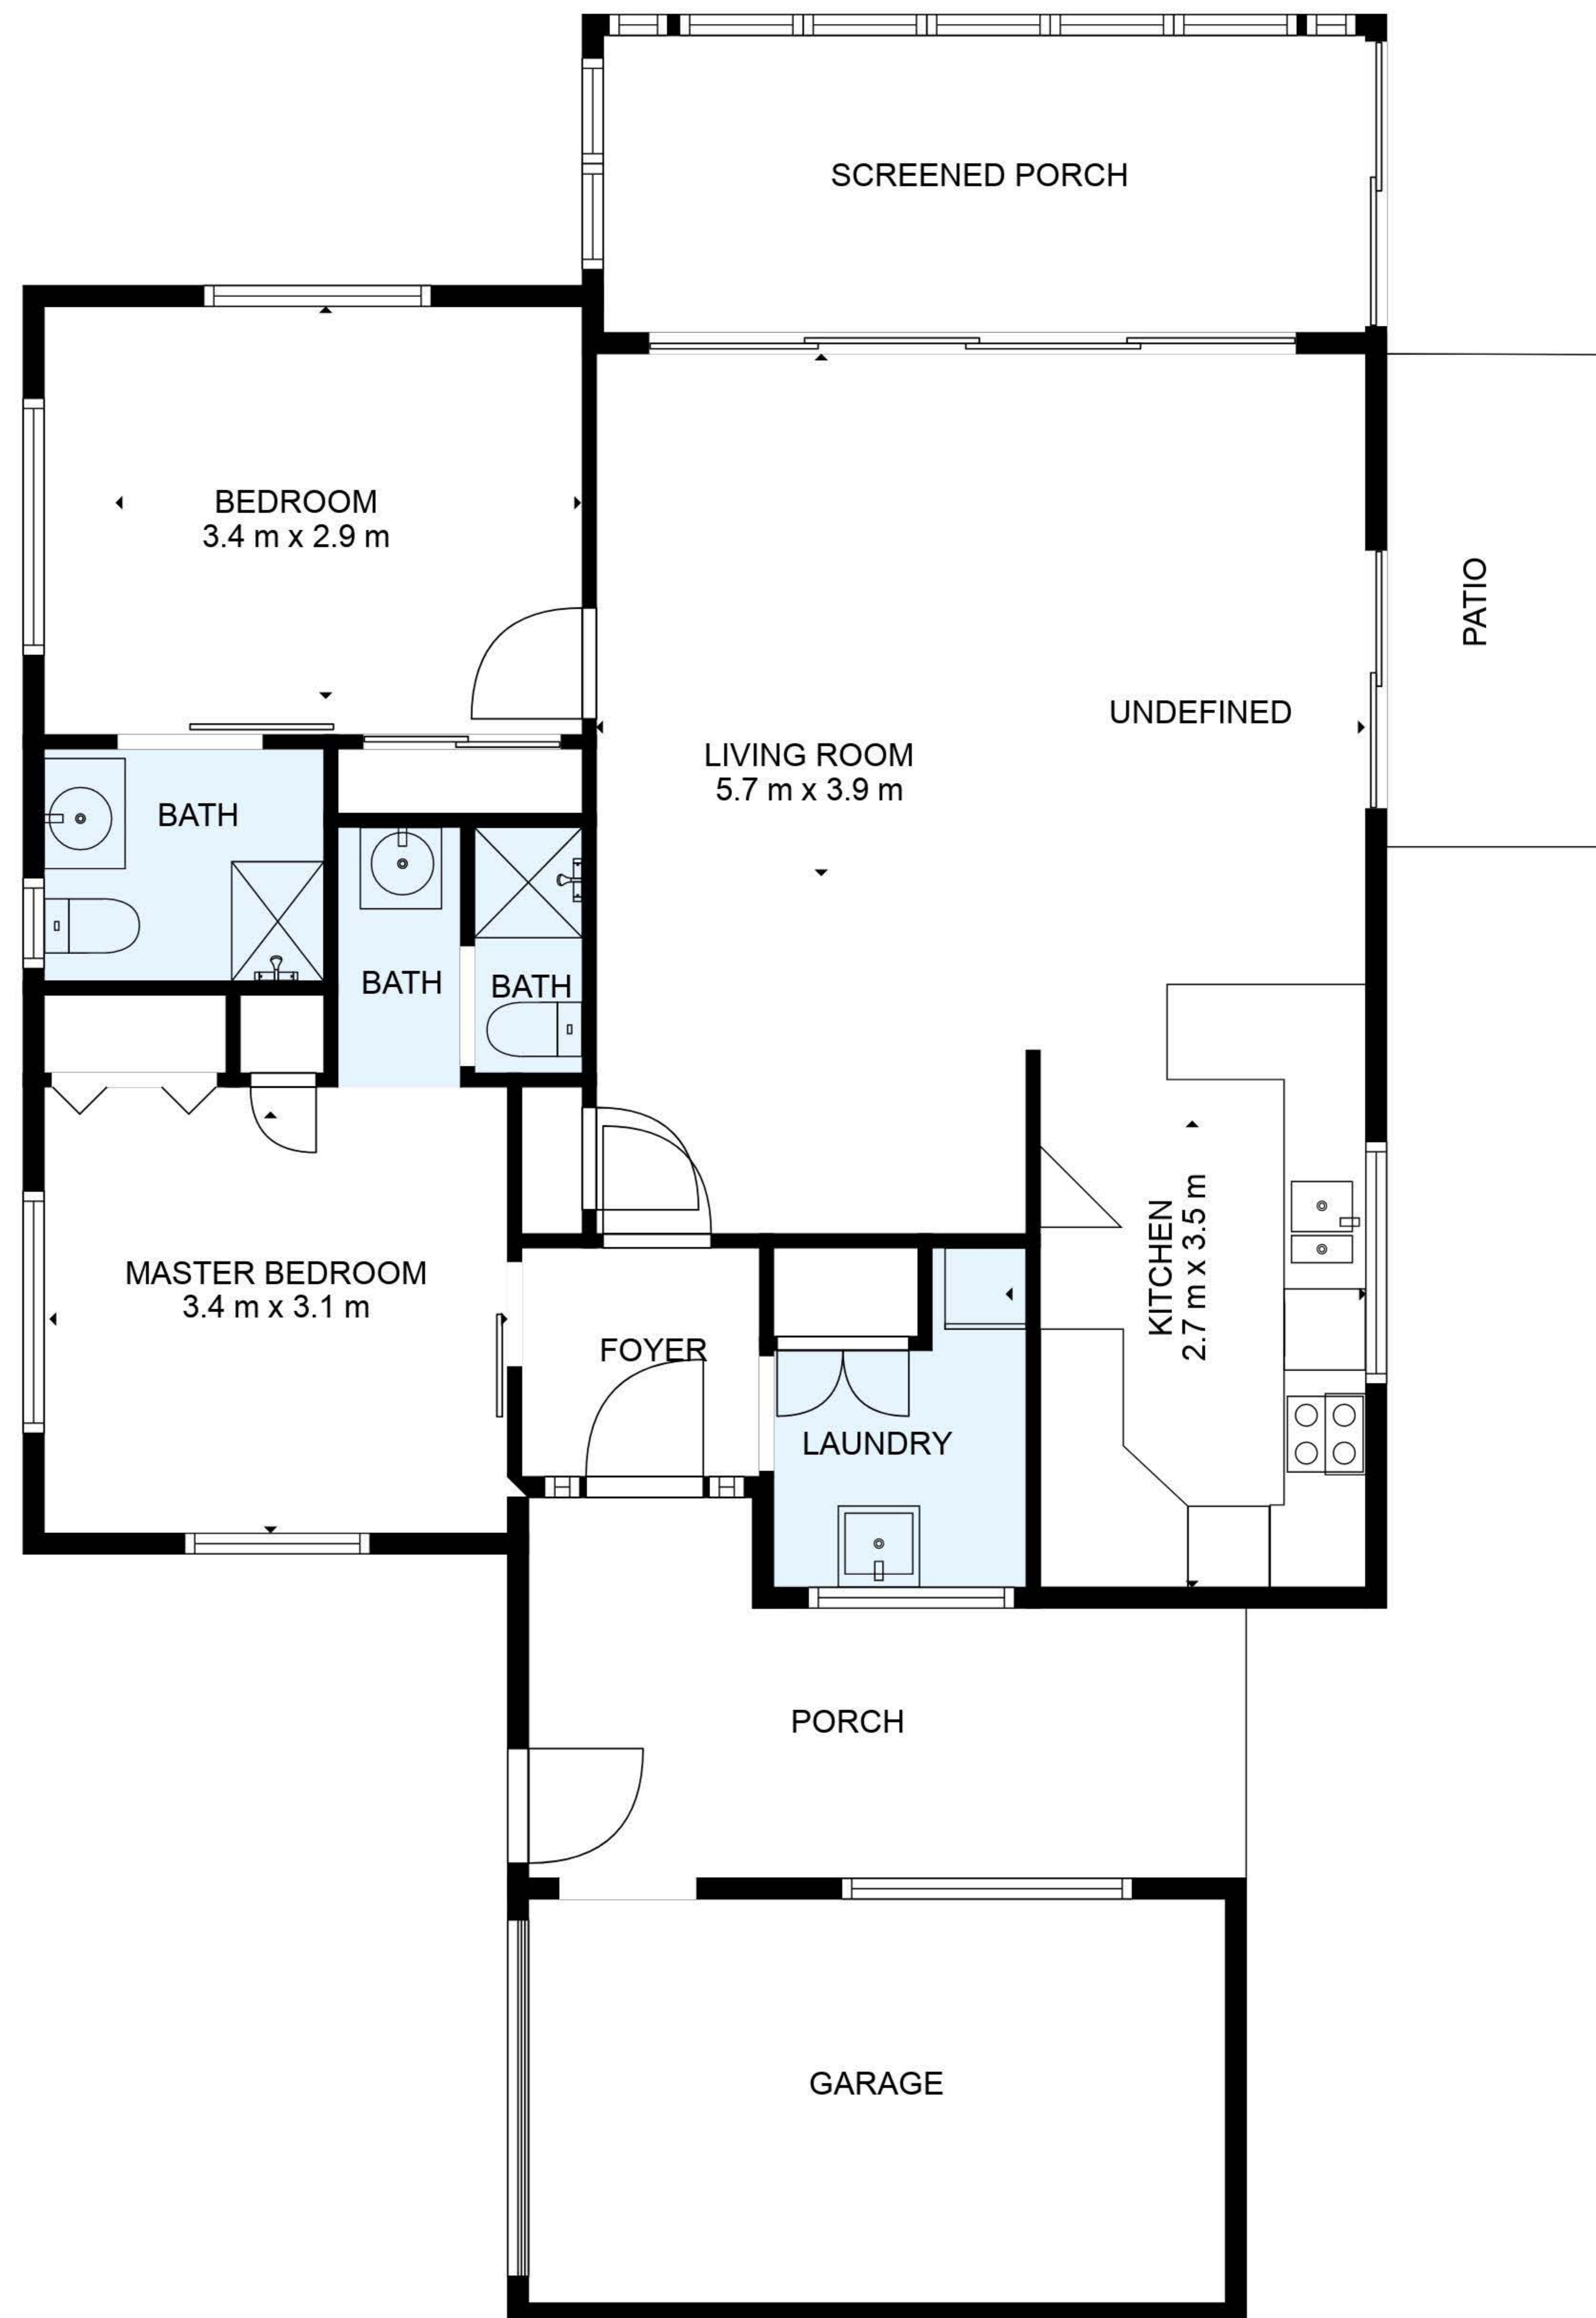 SCREENED PORCH
BEDROOM
3.4 m x 2.9 m
PATIO
UNDEFINED
LIVING ROOM
5.7 m x 3.9 m
BATH
BATH
BATH
MASTER BEDROOM
3.4 m x 3.1 m
KITCHEN
2.7 m x 3.5 m
FOYER
LAUNDRY
PORCH
GARAGE